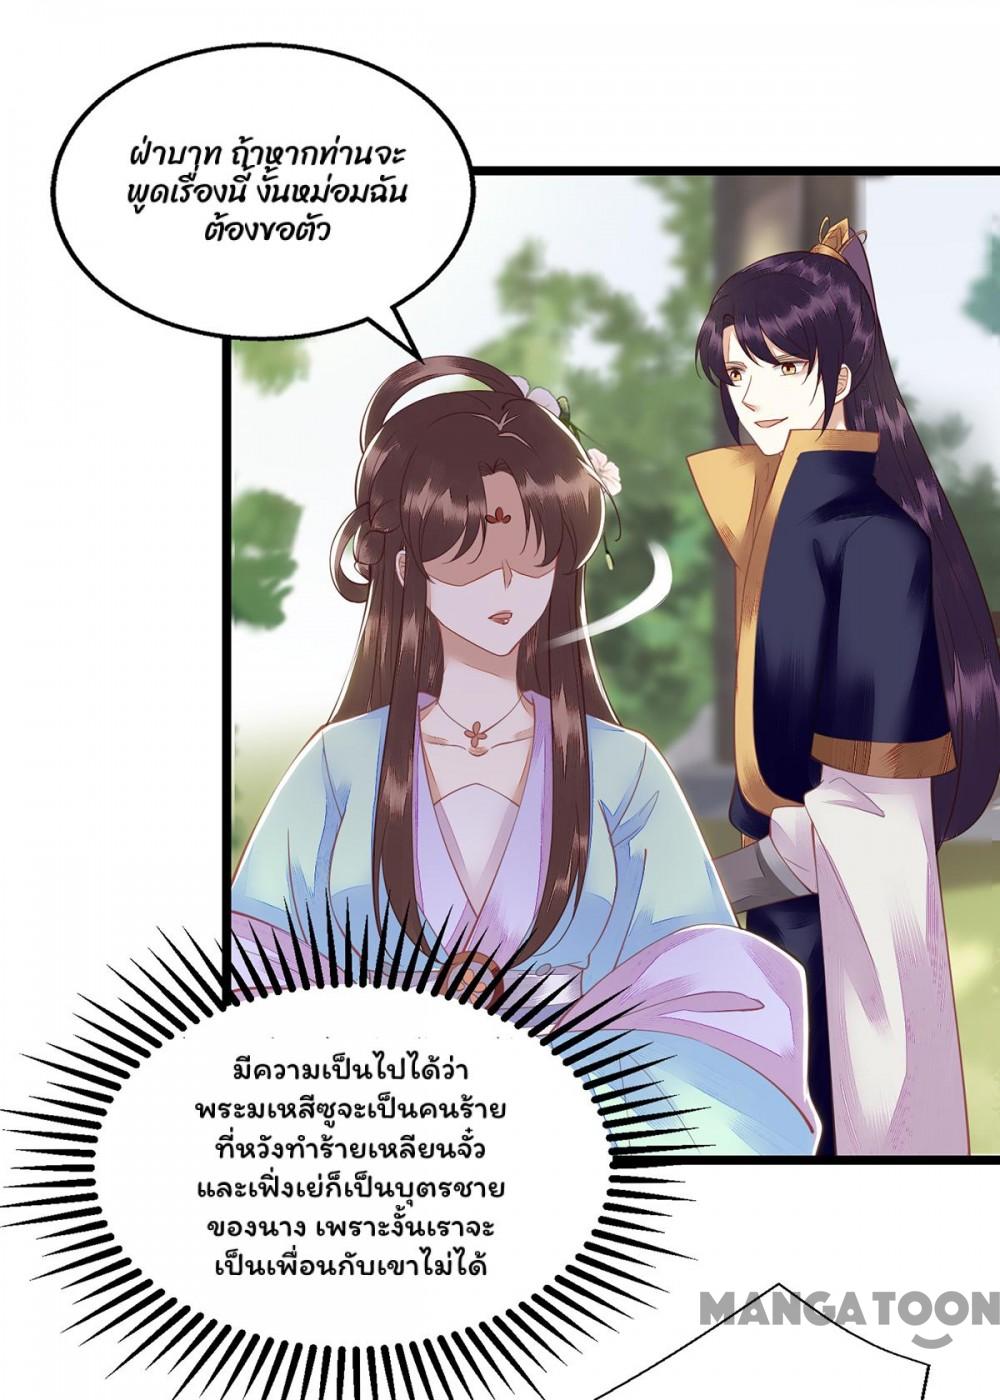 ฝ่าบาท ถ้าหากท่านจะ
พูดเรื่องนี้ งั้นหม่อมฉัน
ต้องขอตัว
มีความเป็นไปได้ว่า
พระมเหสีซูจะเป็นคนร้าย
ที่หวังทำร้ายเหลียนจิ๋ว
และเฟิ่งเย่ก็เป็นบุตรชาย
ของนาง เพราะงั้นเราจะ
เป็นเพื่อนกับเขาไม่ได้
MANGATOON